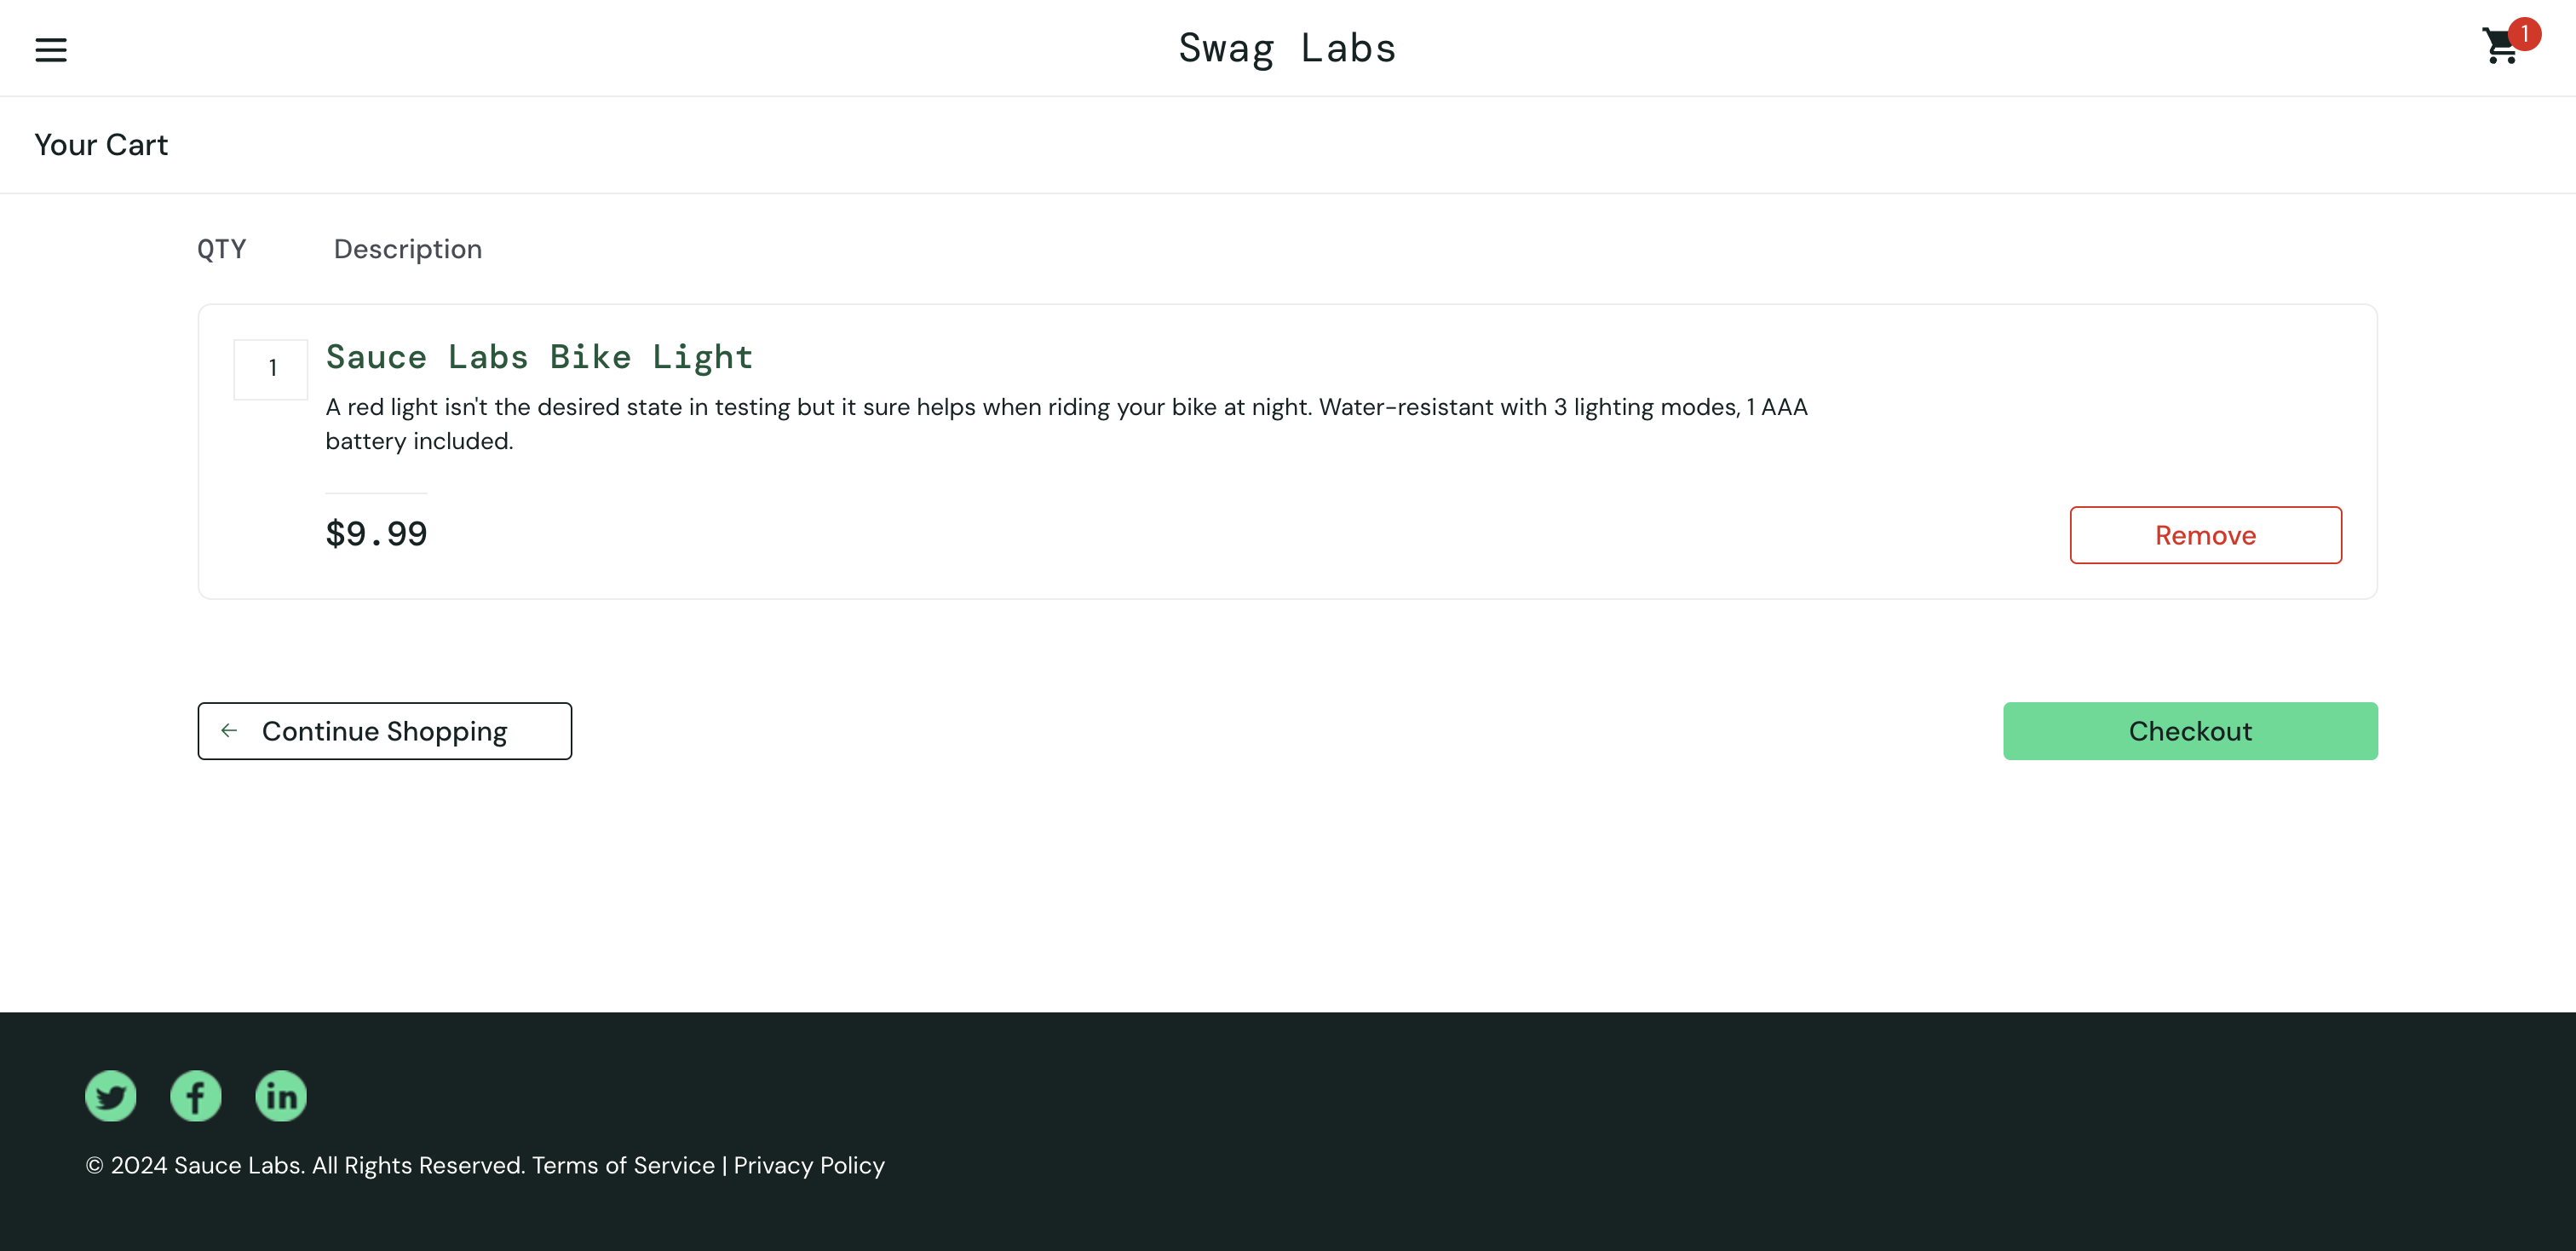 Swag Labs
1
Your Cart
QTY Description
1
Sauce Labs Bike Light
A red light isn't the desired state in testing but it sure helps when riding your bike at night. Water-resistant with 3 lighting modes, 1 AAA
battery included.
$9.99
Remove
Continue Shopping
Checkout
© 2024 Sauce Labs. All Rights Reserved. Terms of Service | Privacy Policy